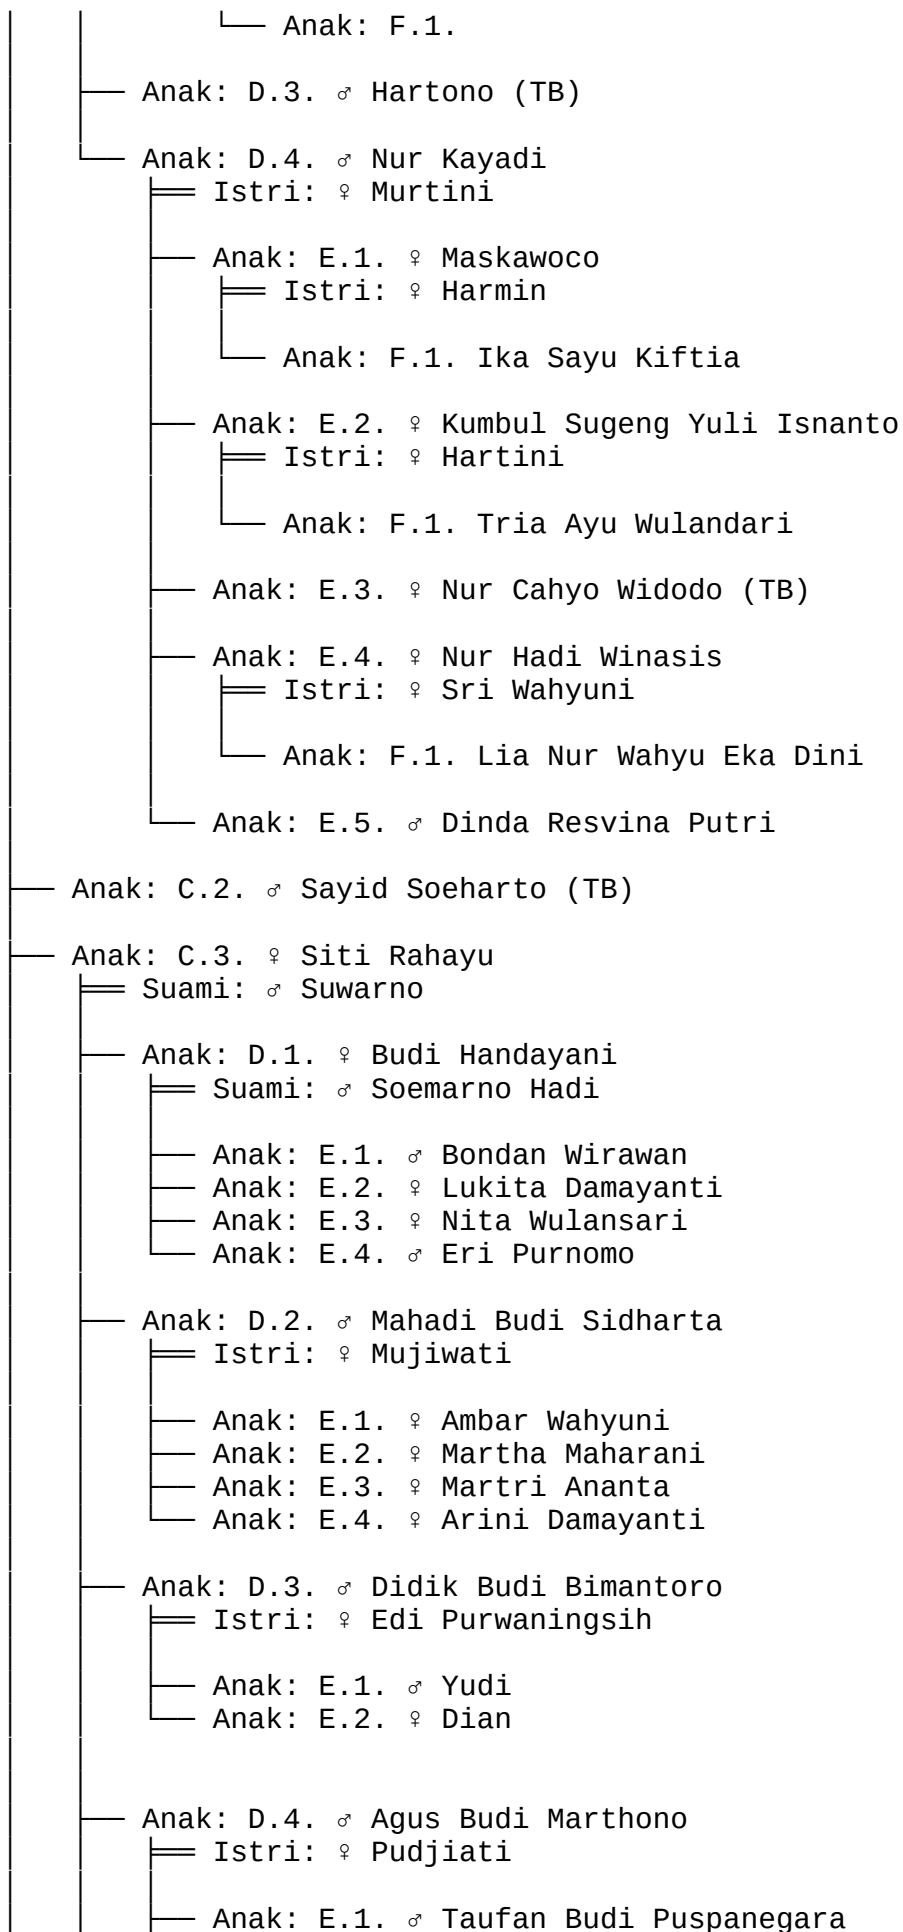 Anak: F.1.
Anak: D.3. ♂ Hartono (TB)
Anak: D.4. ♂ Nur Kayadi
Istri: ♀ Murtini
Anak: E.1. ♀ Maskawoco
Istri: ♀ Harmin
Anak: F.1. Ika Sayu Kiftia
Anak: E.2. ♀ Kumbul Sugeng Yuli Isnanto
Istri: ♀ Hartini
Anak: F.1. Tria Ayu Wulandari
Anak: E.3. ♀ Nur Cahyo Widodo (TB)
Anak: E.4. ♀ Nur Hadi Winasis
Istri: ♀ Sri Wahyuni
Anak: F.1. Lia Nur Wahyu Eka Dini
Anak: E.5. ♂ Dinda Resvina Putri
Anak: C.2. ♂ Sayid Soeharto (TB)
Anak: C.3. ♀ Siti Rahayu
Suami: ♂ Suwarno
Anak: D.1. ♀ Budi Handayani
Suami: ♂ Soemarno Hadi
Anak: E.1. ♂ Bondan Wirawan
Anak: E.2. ♀ Lukita Damayanti
Anak: E.3. ♀ Nita Wulansari
Anak: E.4. ♂ Eri Purnomo
Anak: D.2. ♂ Mahadi Budi Sidharta
Istri: ♀ Mujiwati
Anak: E.1. ♀ Ambar Wahyuni
Anak: E.2. ♀ Martha Maharani
Anak: E.3. ♀ Martri Ananta
Anak: E.4. ♀ Arini Damayanti
Anak: D.3. ♂ Didik Budi Bimantoro
Istri: ♀ Edi Purwaningsih
Anak: E.1. ♂ Yudi
Anak: E.2. ♀ Dian
Anak: D.4. ♂ Agus Budi Marthono
Istri: ♀ Pudjiati
Anak: E.1. ♂ Taufan Budi Puspanegara